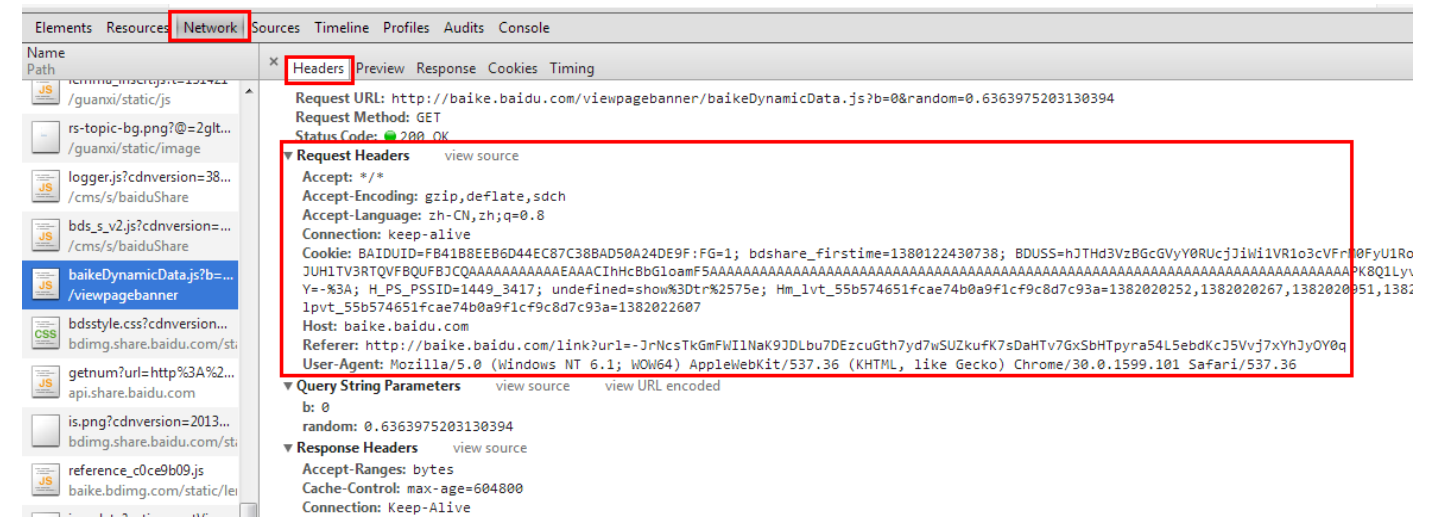 Elements Resources Network Sources Timeline Profiles Audits Console
Name
Path
/guanxi/static/js
rs-topic-bg.png?@=2glt...
/guanxi/static/image
logger.js?cdnversion=38...
/cms/s/baiduShare
bds_s_v2.js?cdnversion=...
/cms/s/baiduShare
baikeDynamicData.js?b=...
/viewpagebanner
bdsstyle.css?cdnversion...
bdimg.share.baidu.com/sta
getnum?url=http%3A%2...
api.share.baidu.com
is.png?cdnversion=2013...
bdimg.share.baidu.com/sta
reference_c0ce9b09.js
baike.bdimg.com/static/le
× Headers Preview Response Cookies Timing
Request URL: http://baike.baidu.com/viewpagebanner/baikeDynamicData.js?b=0&random=0.6363975203130394
Request Method: GET
Status Code: 200 OK
▼ Request Headers view source
Accept: */*
Accept-Encoding: gzip,deflate,sdch
Accept-Language: zh-CN,zh;q=0.8
Connection: keep-alive
Cookie: BAIDUID=FB41B8EEB6D44EC87C38BAD50A24DE9F:FG=1; bdshare_firstime=1380122430738;
Y=-%3A; H_PS_PSSID=1449_3417; undefined=show%3Dtr%2575e; Hm_lvt_55b574651fcae74b0a9f1cf9c8d7c93a=1382020252,1382020267,1382020951,1382
lpvt_55b574651fcae74b0a9f1cf9c8d7c93a=1382022607
Host: baike.baidu.com
Referer: http://baike.baidu.com/link?url=-JrNcsTkGmFWI1NaK9JDLbu7DEzcuGth7yd7wSUZkufK7sDaHTv7GxSbHTpyra54L5ebdKcJ5Vvj7xYhJyOY0q
User-Agent: Mozilla/5.0 (Windows NT 6.1; WOW64) AppleWebKit/537.36 (KHTML, like Gecko) Chrome/30.0.1599.101 Safari/537.36
▼ Query String Parameters view source view URL encoded
b: 0
random: 0.6363975203130394
▼ Response Headers view source
Accept-Ranges: bytes
Cache-Control: max-age=604800
Connection: Keep-Alive